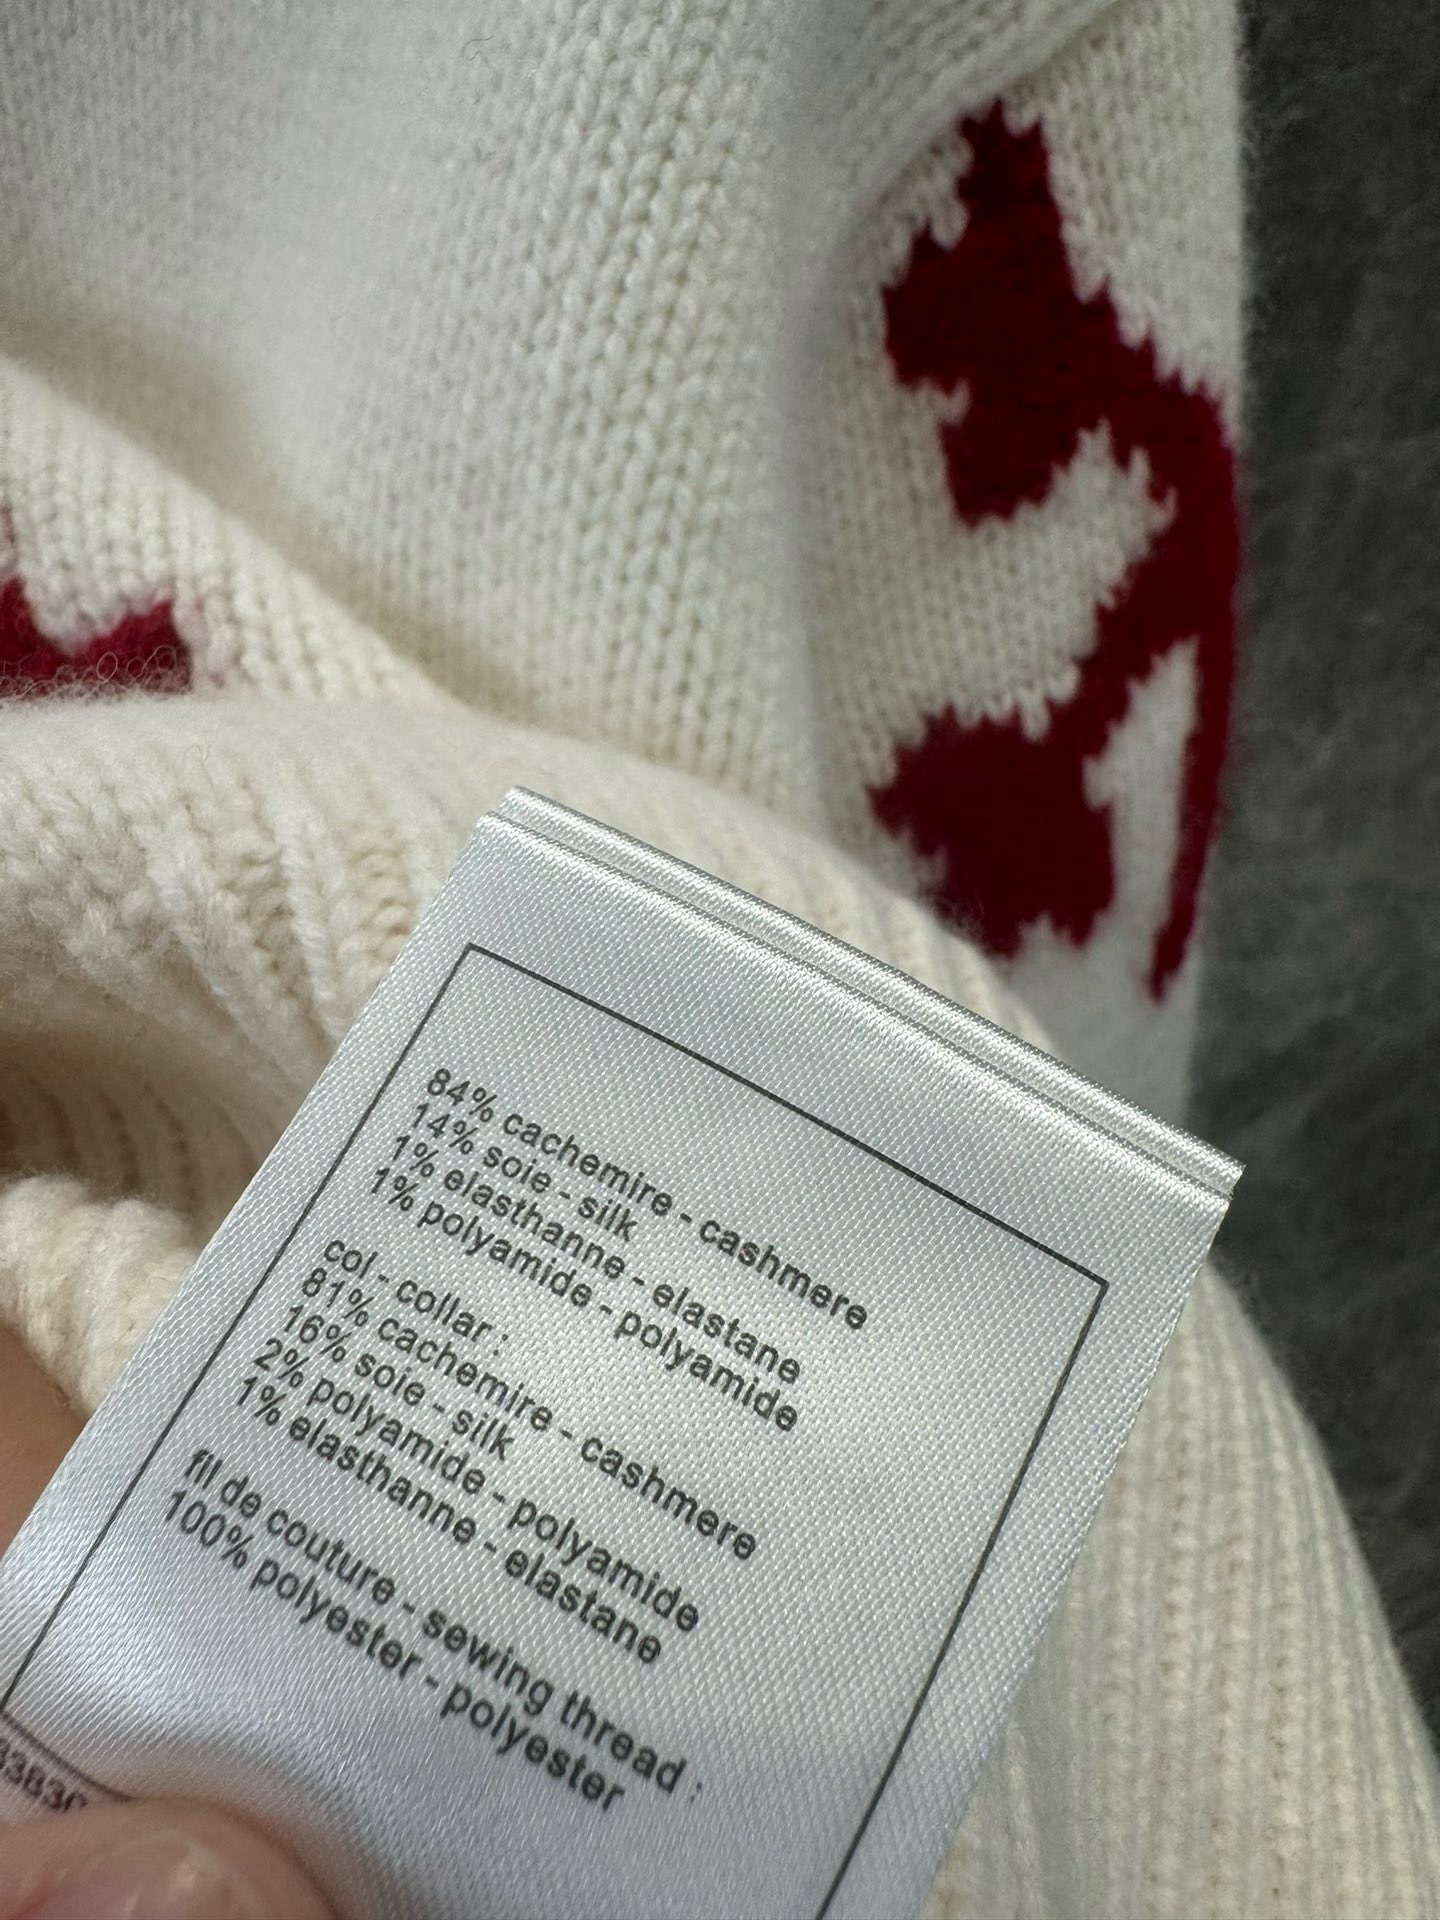 84% cachemire - cashmere
14% soie - silk
1% elasthanne - elastane
1% polyamide - polyamide
col - collar :
81% cachemire - cashmere
16% soie - silk
2% polyamide - polyamide
1% elasthanne - elastane
fil de couture - sewing thread :
100% polyester - polyester